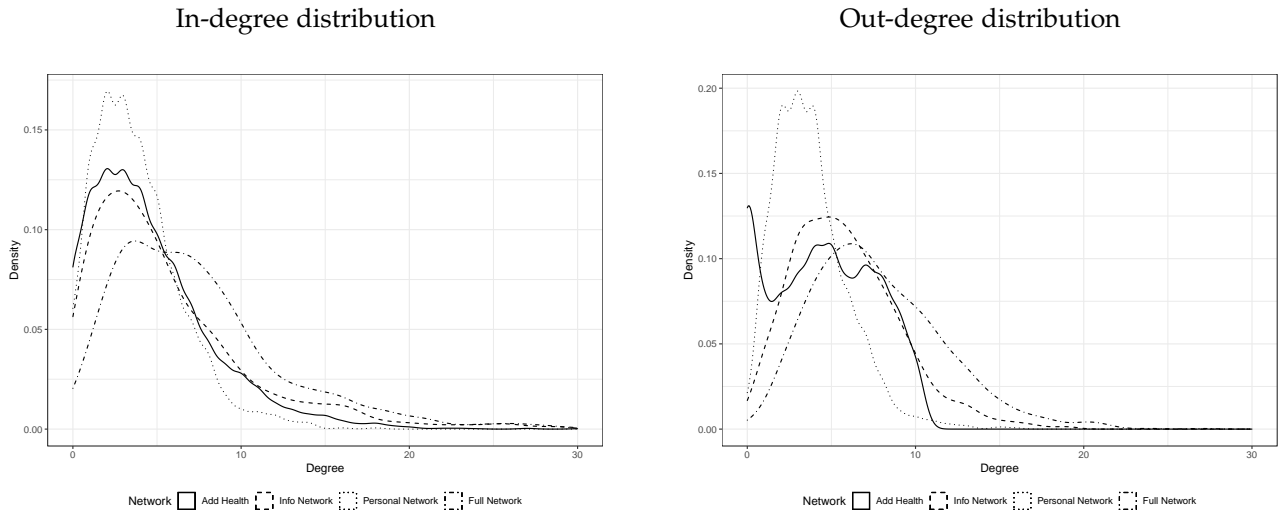 In-degree distribution
0.15
0.10
0.05
0.00
Density
0 10 20 30
Degree
Network Add Health Info Network Personal Network Full Network
Out-degree distribution
0.20
0.15
0.10
0.05
0.00
Density
0 10 20 30
Degree
Network Add Health Info Network Personal Network Full Network